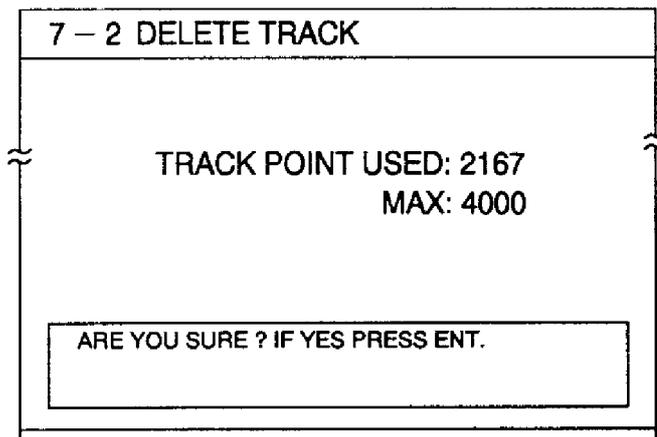 7 – 2 DELETE TRACK
TRACK POINT USED: 2167
MAX: 4000
ARE YOU SURE ? IF YES PRESS ENT.